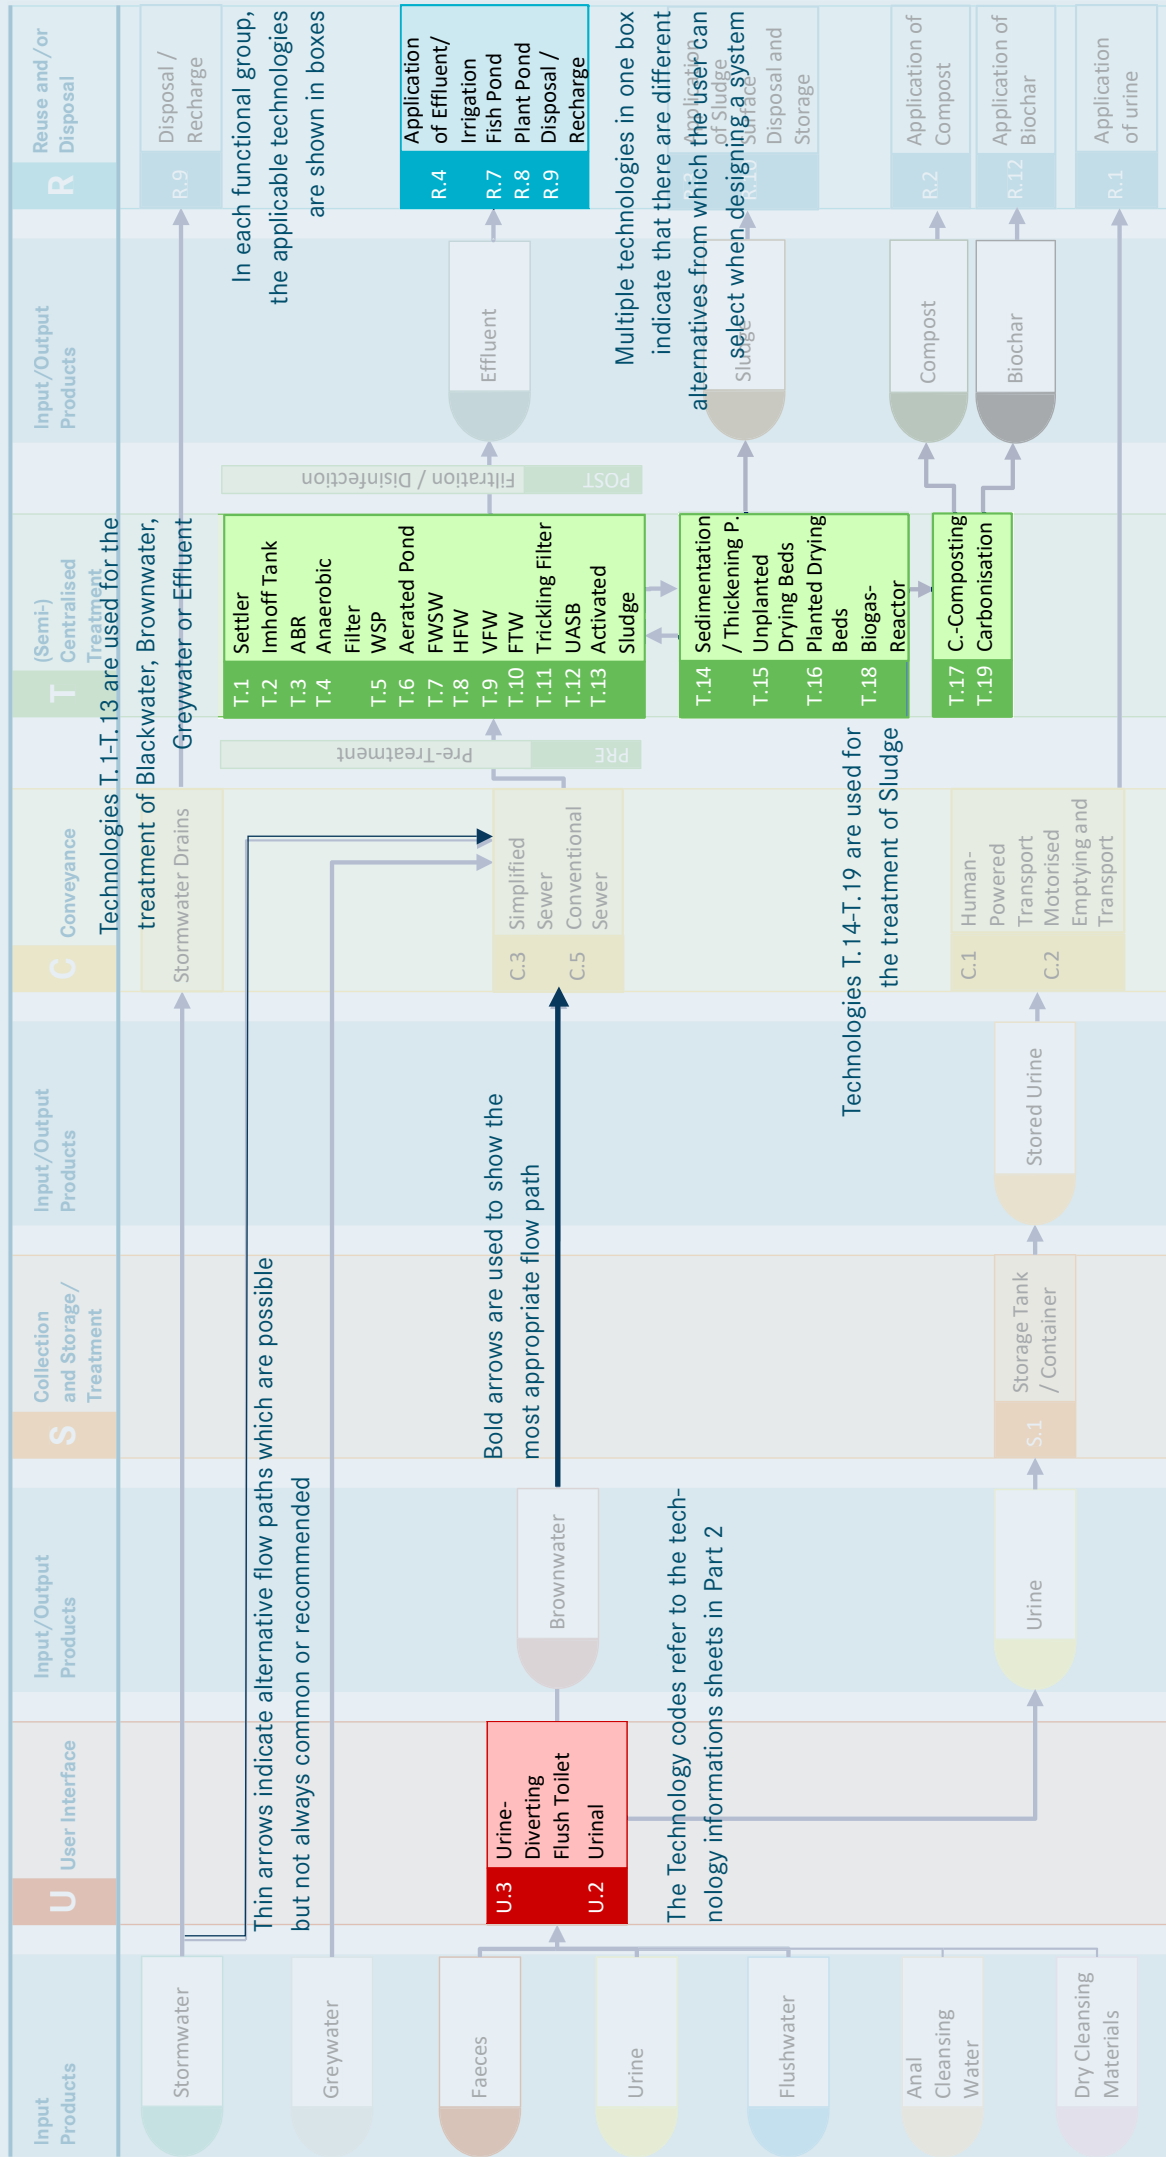 Input
Products
U
User Interface
Input/Output
Products
S
Collection
and Storage/
Treatment
Input/Output
Products
C
Conveyance
T
(Semi-)
Centralised
Treatment
Input/Output
Products
R
Reuse and/or
Disposal
Stormwater
Greywater
Faeces
Urine
Flushwater
Anal
Cleansing
Water
Dry Cleansing
Materials
Thin arrows indicate alternative flow paths which are possible
but not always common or recommended
U.3 Urine-
Diverting
Flush Toilet
U.2 Urinal
The Technology codes refer to the tech-
nology informations sheets in Part 2
Brownwater
Urine
Bold arrows are used to show the
most appropriate flow path
S.1
Storage Tank
/ Container
Stored Urine
Stormwater Drains
Technologies T.1-T.13 are used for the
treatment of Blackwater, Brownwater,
Greywater or Effluent
C.3 Simplified
Sewer
C.5 Conventional
Sewer
Technologies T.14-T.19 are used for
the treatment of Sludge
C.1 Human-
Powered
Transport
C.2 Motorised
Emptying and
Transport
PRE
Pre-Treatment
T.1 Settler
T.2 Imhoff Tank
T.3 ABR
T.4 Anaerobic
Filter
T.5 WSP
T.6 Aerated Pond
T.7 FWSW
T.8 HFW
T.9 VFW
T.10 FTW
T.11 Trickling Filter
T.12 UASB
T.13 Activated
Sludge
T.14 Sedimentation
/ Thickening P.
T.15 Unplanted
Drying Beds
T.16 Planted Drying
Beds
T.18 Biogas-
Reactor
T.17 C.-Composting
T.19 Carbonisation
POST
Filtration / Disinfection
Effluent
Sludge
Compost
Biochar
R.9 Disposal /
Recharge
In each functional group,
the applicable technologies
are shown in boxes
R.4 Application
of Effluent/
Irrigation
R.7 Fish Pond
R.8 Plant Pond
R.9 Disposal /
Recharge
Multiple technologies in one box
indicate that there are different
alternatives from which the user can
select when designing a system
Application
of Sludge
R.10 Surface
Disposal and
Storage
R.2 Application of
Compost
R.12 Application of
Biochar
R.1 Application
of urine